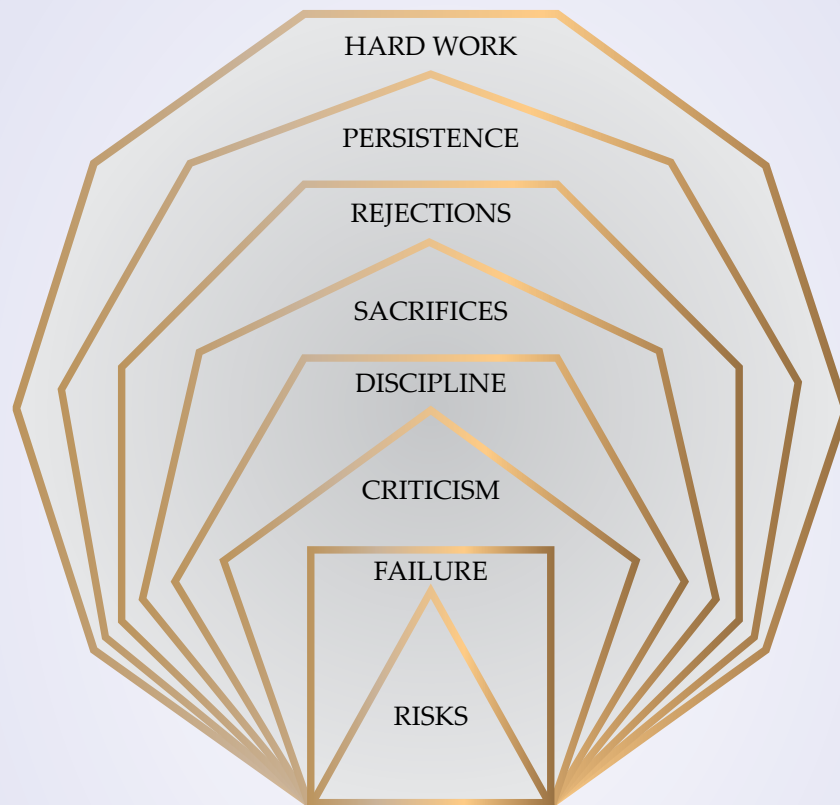 HARD WORK
PERSISTENCE
REJECTIONS
SACRIFICES
DISCIPLINE
CRITICISM
FAILURE
RISKS